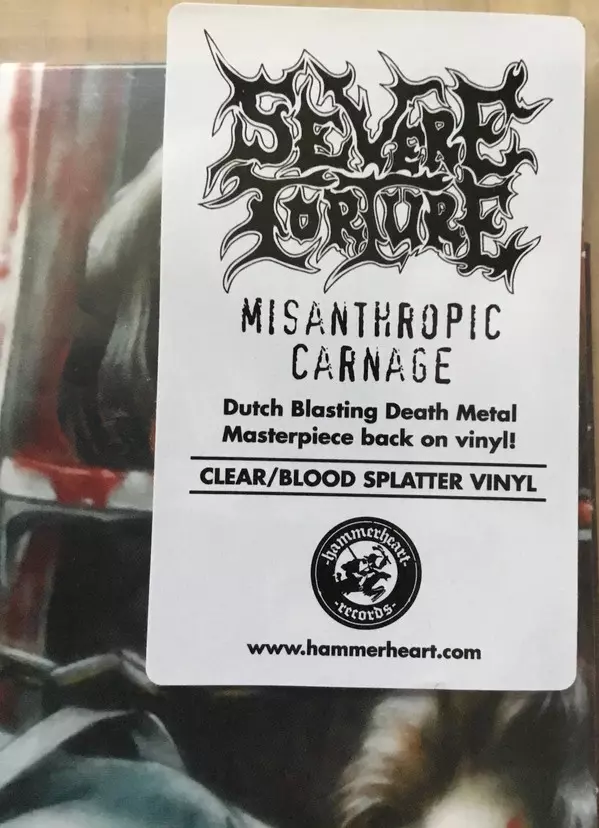 SEVERE
TORTURE
MISANTHROPIC
CARNAGE
Dutch Blasting Death Metal
Masterpiece back on vinyl!
CLEAR/BLOOD SPLATTER VINYL
·hammerheart·
-records-
www.hammerheart.com